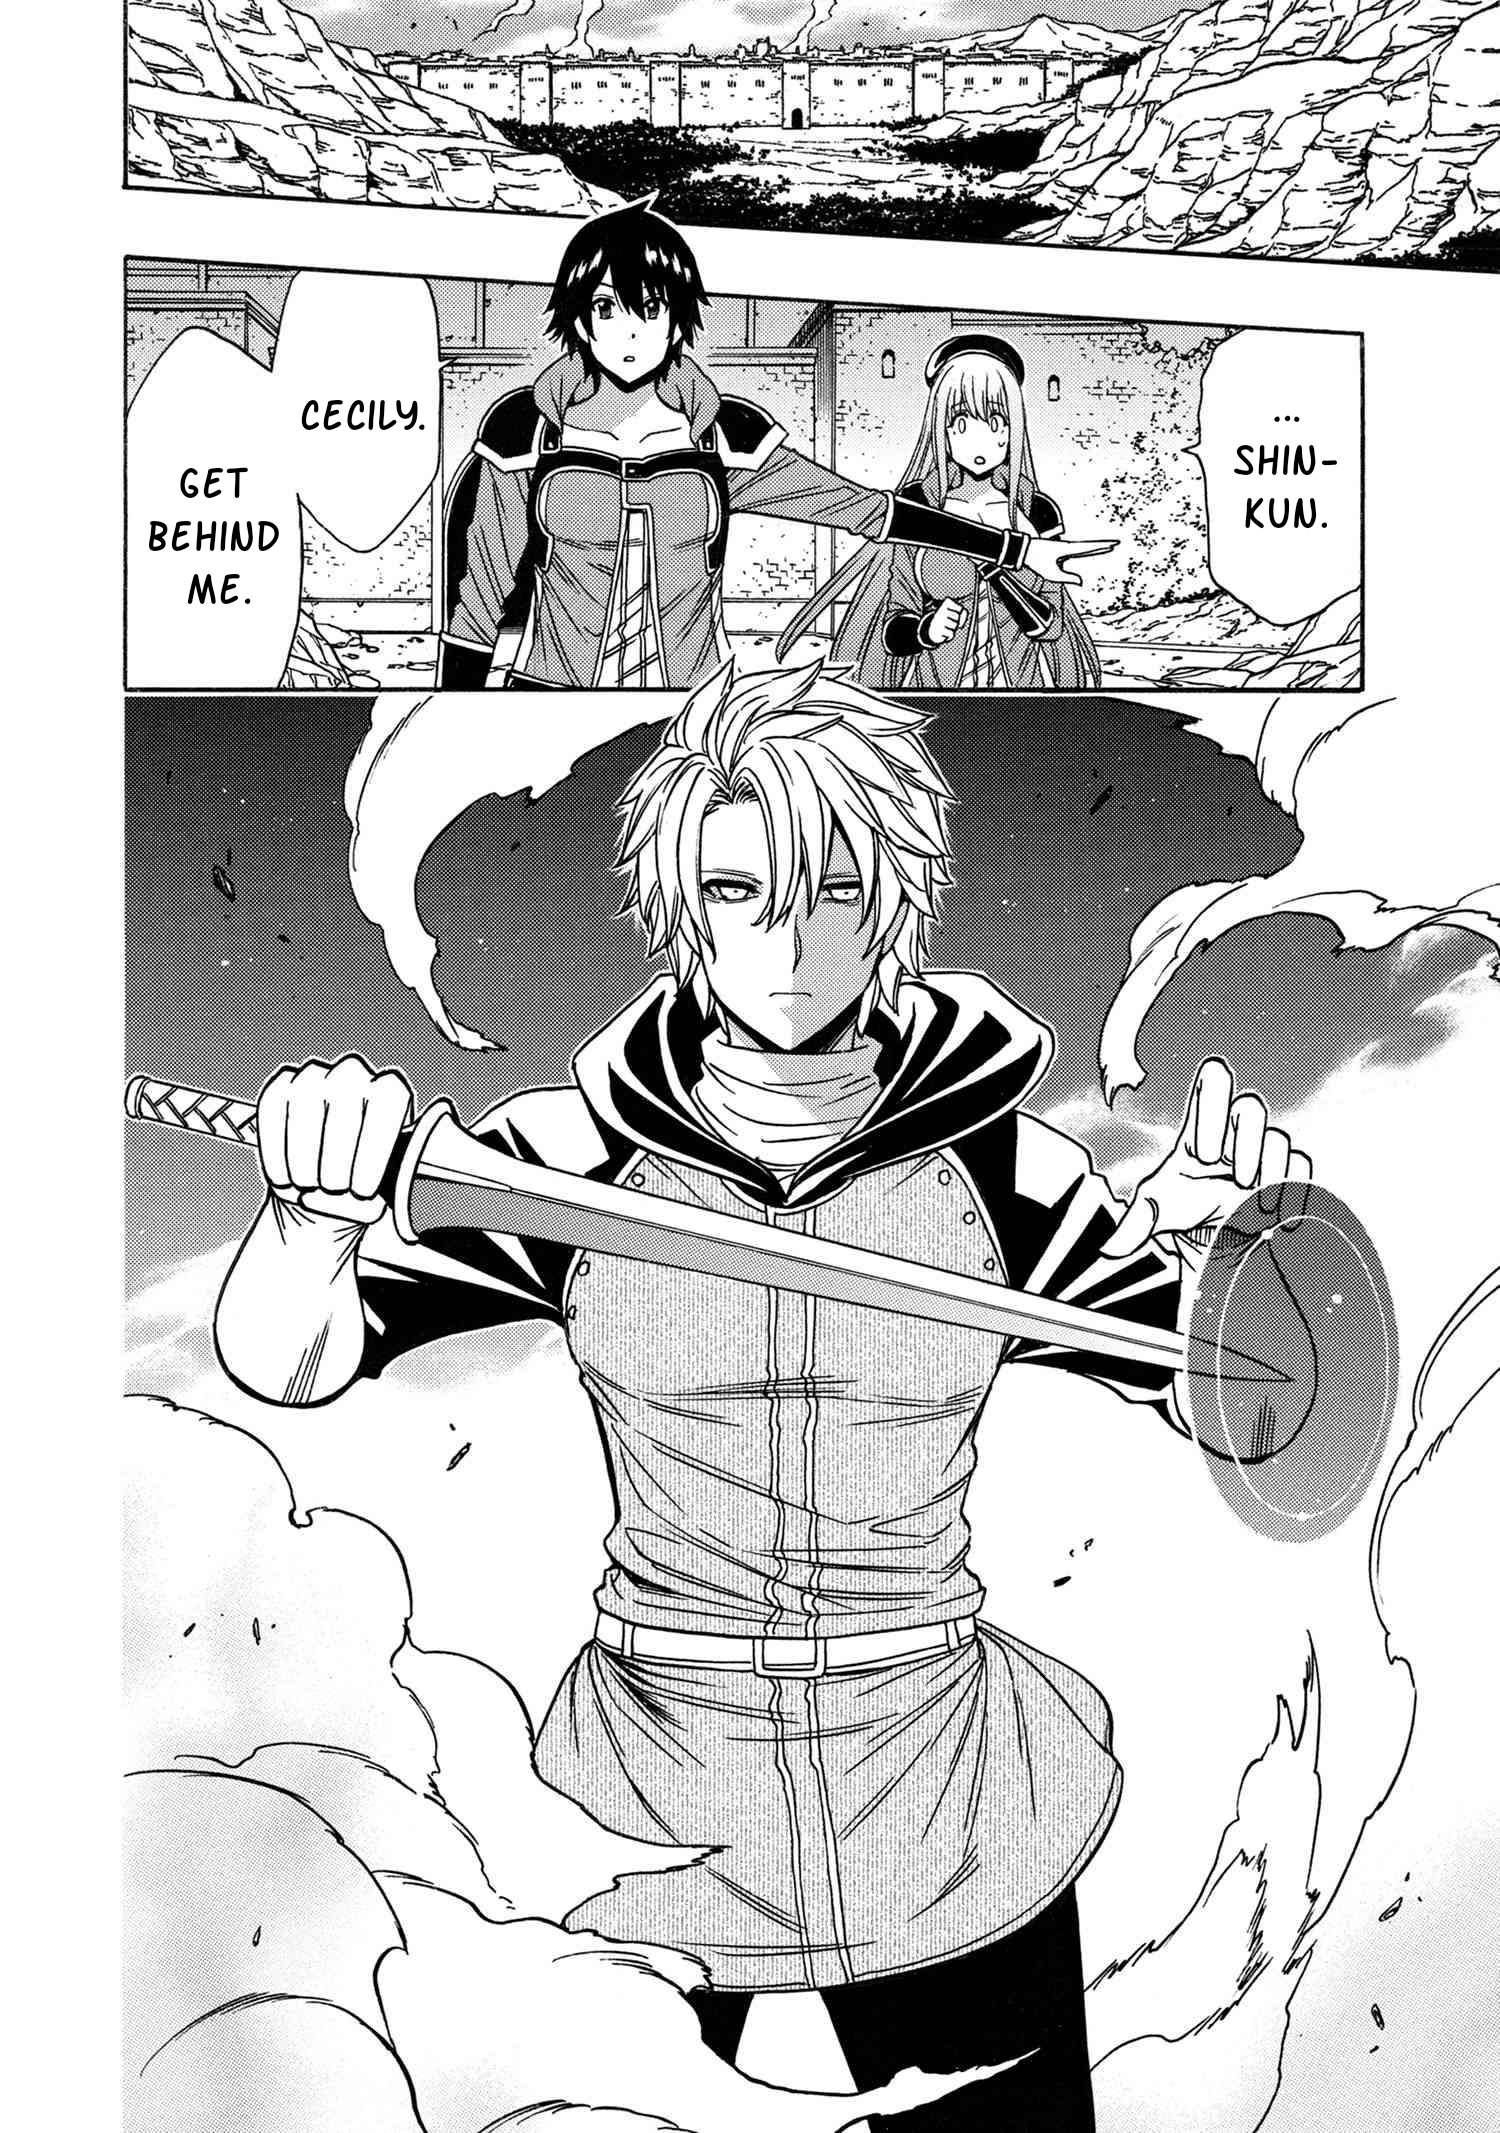 ...
SHIN-
KUN.
CECILY.
GET
BEHIND
ME.